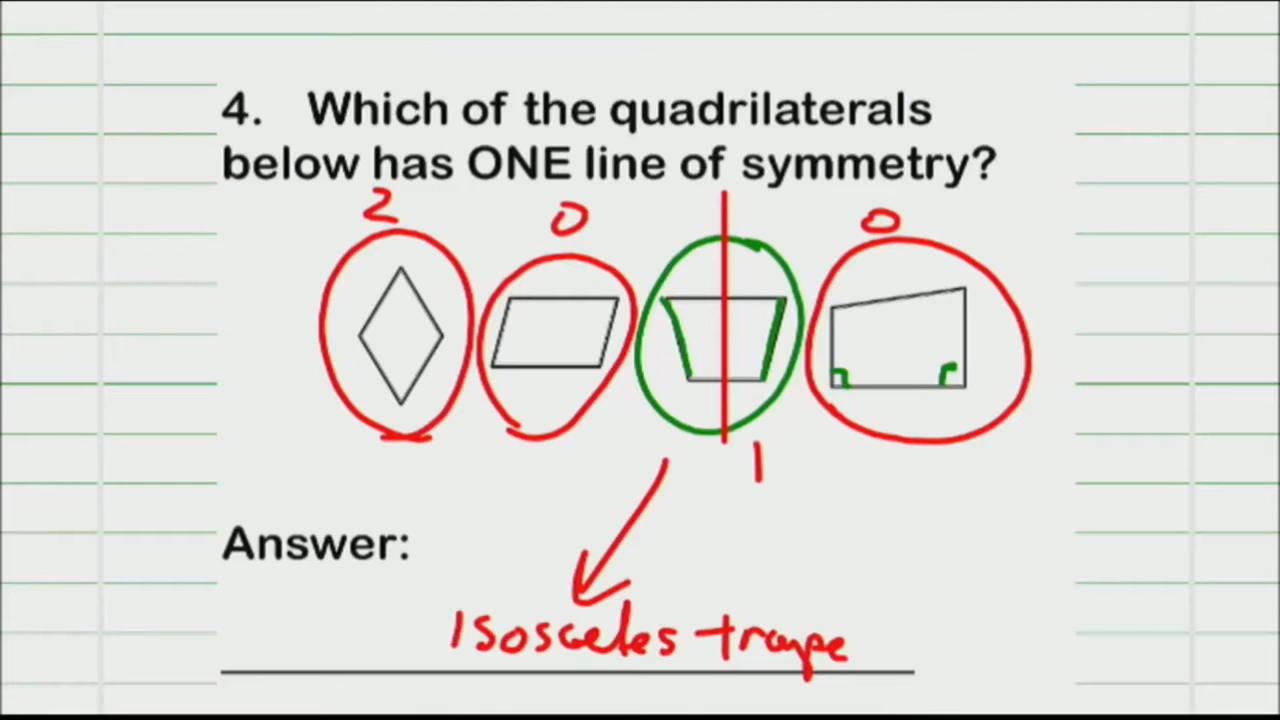 4. Which of the quadrilaterals
below has ONE line of symmetry?
2 0 0
1
Answer:
Isosceles trape